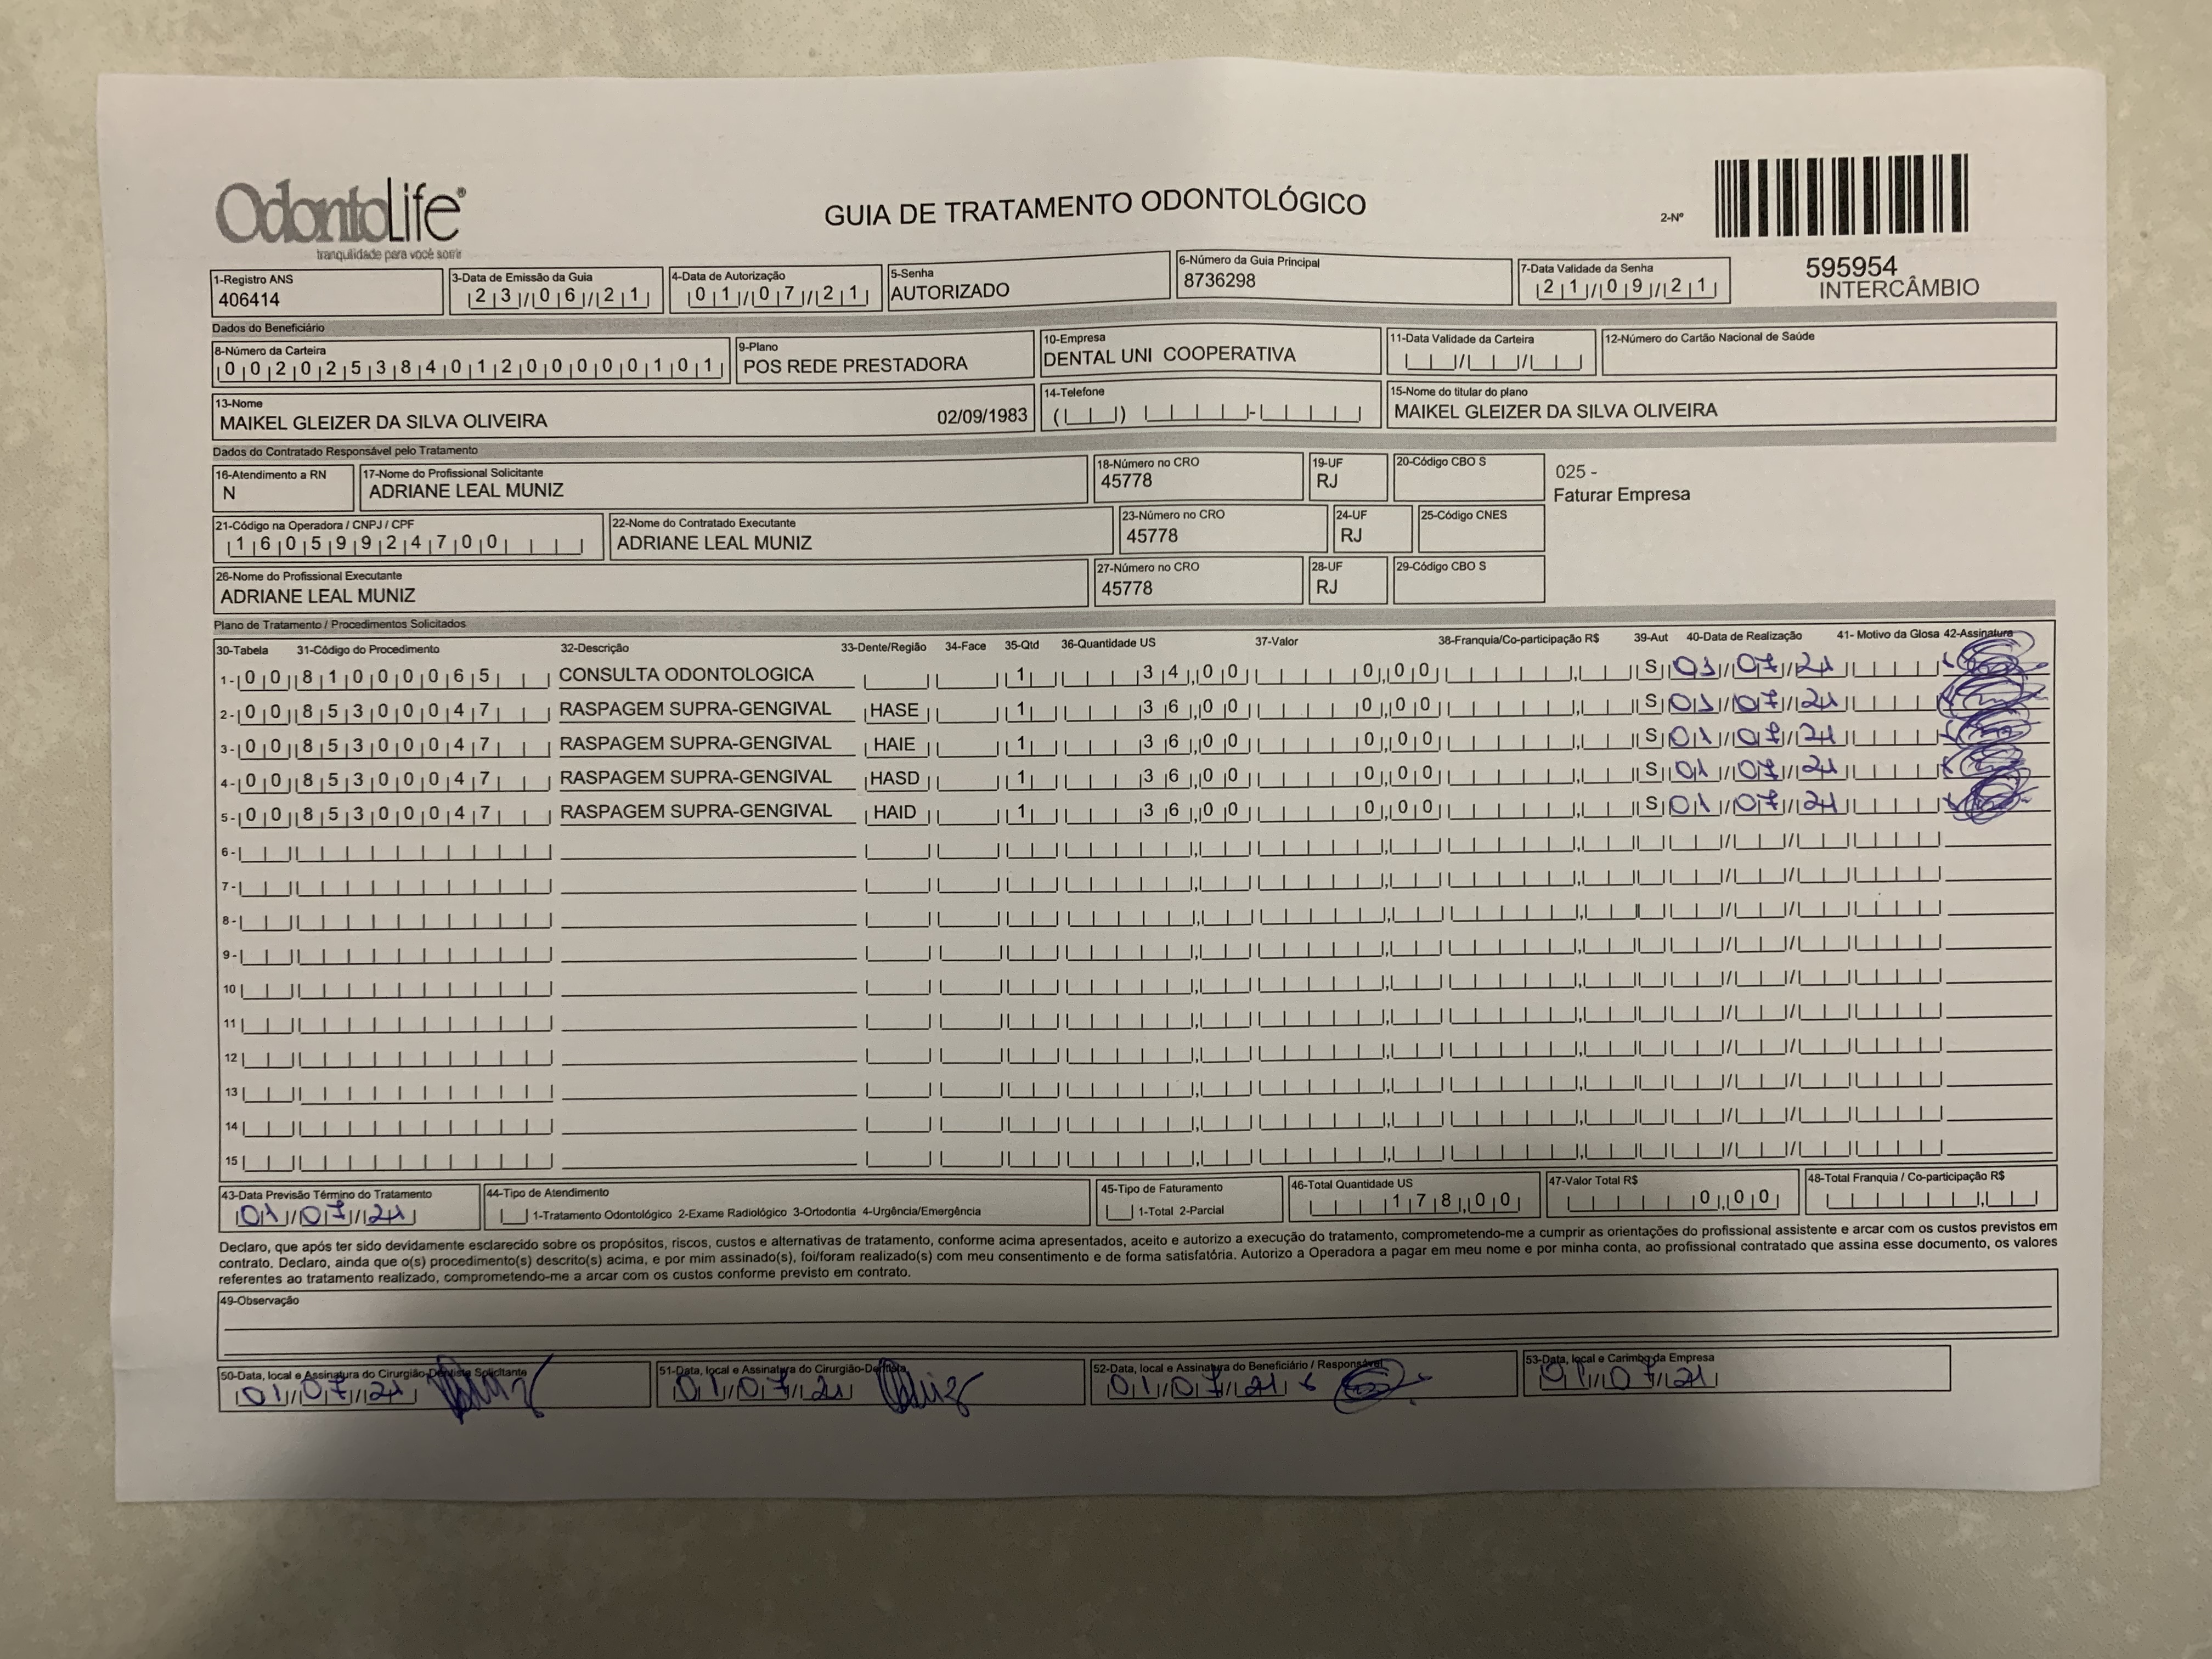 OdontoLife®
tranquilidade para você sorrir
GUIA DE TRATAMENTO ODONTOLÓGICO
2-Nº
595954
INTERCÂMBIO
1-Registro ANS
406414
3-Data de Emissão da Guia
23/06/21
4-Data de Autorização
01/07/21
5-Senha
AUTORIZADO
6-Número da Guia Principal
8736298
7-Data Validade da Senha
21/09/21
Dados do Beneficiário
8-Número da Carteira
00202538401200000101
9-Plano
POS REDE PRESTADORA
10-Empresa
DENTAL UNI COOPERATIVA
11-Data Validade da Carteira
12-Número do Cartão Nacional de Saúde
13-Nome
MAIKEL GLEIZER DA SILVA OLIVEIRA 02/09/1983
14-Telefone
15-Nome do titular do plano
MAIKEL GLEIZER DA SILVA OLIVEIRA
Dados do Contratado Responsável pelo Tratamento
16-Atendimento a RN
N
17-Nome do Profissional Solicitante
ADRIANE LEAL MUNIZ
18-Número no CRO
45778
19-UF
RJ
20-Código CBO S
025 -
Faturar Empresa
21-Código na Operadora / CNPJ / CPF
16059924700
22-Nome do Contratado Executante
ADRIANE LEAL MUNIZ
23-Número no CRO
45778
24-UF
RJ
25-Código CNES
26-Nome do Profissional Executante
ADRIANE LEAL MUNIZ
27-Número no CRO
45778
28-UF
RJ
29-Código CBO S
Plano de Tratamento / Procedimentos Solicitados
30-Tabela 31-Código do Procedimento 32-Descrição 33-Dente/Região 34-Face 35-Qtd 36-Quantidade US 37-Valor 38-Franquia/Co-participação R$ 39-Aut 40-Data de Realização 41- Motivo da Glosa 42-Assinatura
1- 00 81000065 CONSULTA ODONTOLOGICA 1 34,00 0,00 S 01/07/21
2- 00 85300047 RASPAGEM SUPRA-GENGIVAL HASE 1 36,00 0,00 S 01/07/21
3- 00 85300047 RASPAGEM SUPRA-GENGIVAL HAIE 1 36,00 0,00 S 01/07/21
4- 00 85300047 RASPAGEM SUPRA-GENGIVAL HASD 1 36,00 0,00 S 01/07/21
5- 00 85300047 RASPAGEM SUPRA-GENGIVAL HAID 1 36,00 0,00 S 01/07/21
6-
7-
8-
9-
10
11
12
13
14
15
43-Data Previsão Término do Tratamento
01/07/21
44-Tipo de Atendimento
1-Tratamento Odontológico 2-Exame Radiológico 3-Ortodontia 4-Urgência/Emergência
45-Tipo de Faturamento
1-Total 2-Parcial
46-Total Quantidade US
178,00
47-Valor Total R$
0,00
48-Total Franquia / Co-participação R$
Declaro, que após ter sido devidamente esclarecido sobre os propósitos, riscos, custos e alternativas de tratamento, conforme acima apresentados, aceito e autorizo a execução do tratamento, comprometendo-me a cumprir as orientações do profissional assistente e arcar com os custos previstos em
contrato. Declaro, ainda que o(s) procedimento(s) descrito(s) acima, e por mim assinado(s), foi/foram realizado(s) com meu consentimento e de forma satisfatória. Autorizo a Operadora a pagar em meu nome e por minha conta, ao profissional contratado que assina esse documento, os valores
referentes ao tratamento realizado, comprometendo-me a arcar com os custos conforme previsto em contrato.
49-Observação
50-Data, local e Assinatura do Cirurgião-Dentista Solicitante
01/07/21
51-Data, local e Assinatura do Cirurgião-Dentista
01/07/21
52-Data, local e Assinatura do Beneficiário / Responsável
01/07/21
53-Data, local e Carimbo da Empresa
01/07/21